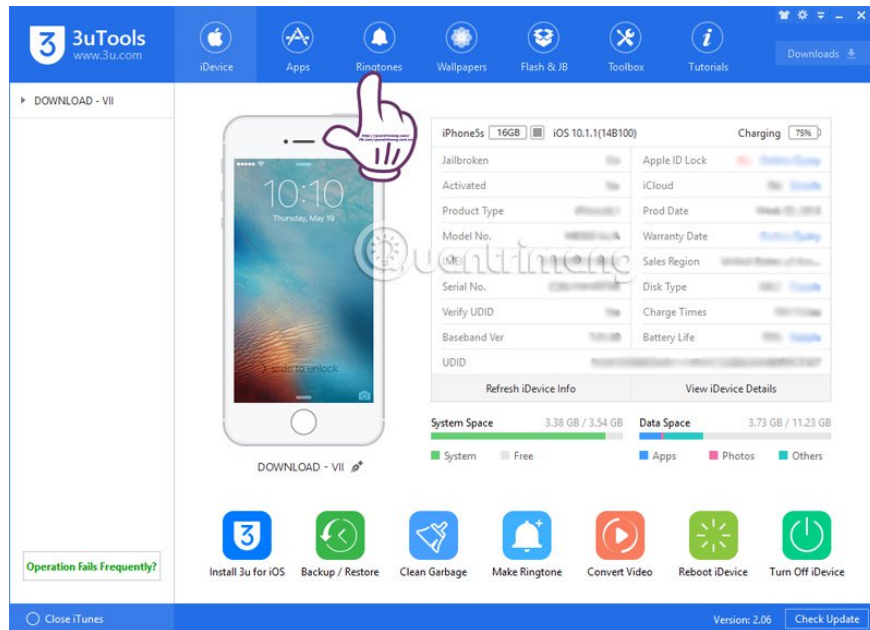 3uTools
www.3u.com
iDevice
Apps
Ringtones
Wallpapers
Flash & JB
Toolbox
Tutorials
Downloads
DOWNLOAD - VII
10:10
Thursday, May 19
slide to unlock
DOWNLOAD - VII
iPhone5s 16GB iOS 10.1.1(14B100) Charging 75%
Jailbroken Apple ID Lock
Activated iCloud
Product Type Prod Date
Model No. Warranty Date
IMEI Sales Region
Serial No. Disk Type
Verify UDID Charge Times
Baseband Ver Battery Life
UDID
Refresh iDevice Info View iDevice Details
System Space 3.38 GB / 3.54 GB Data Space 3.73 GB / 11.23 GB
System Free Apps Photos Others
Quantrimang
Install 3u for iOS
Backup / Restore
Clean Garbage
Make Ringtone
Convert Video
Reboot iDevice
Turn Off iDevice
Operation Fails Frequently?
Close iTunes
Version: 2.06
Check Update